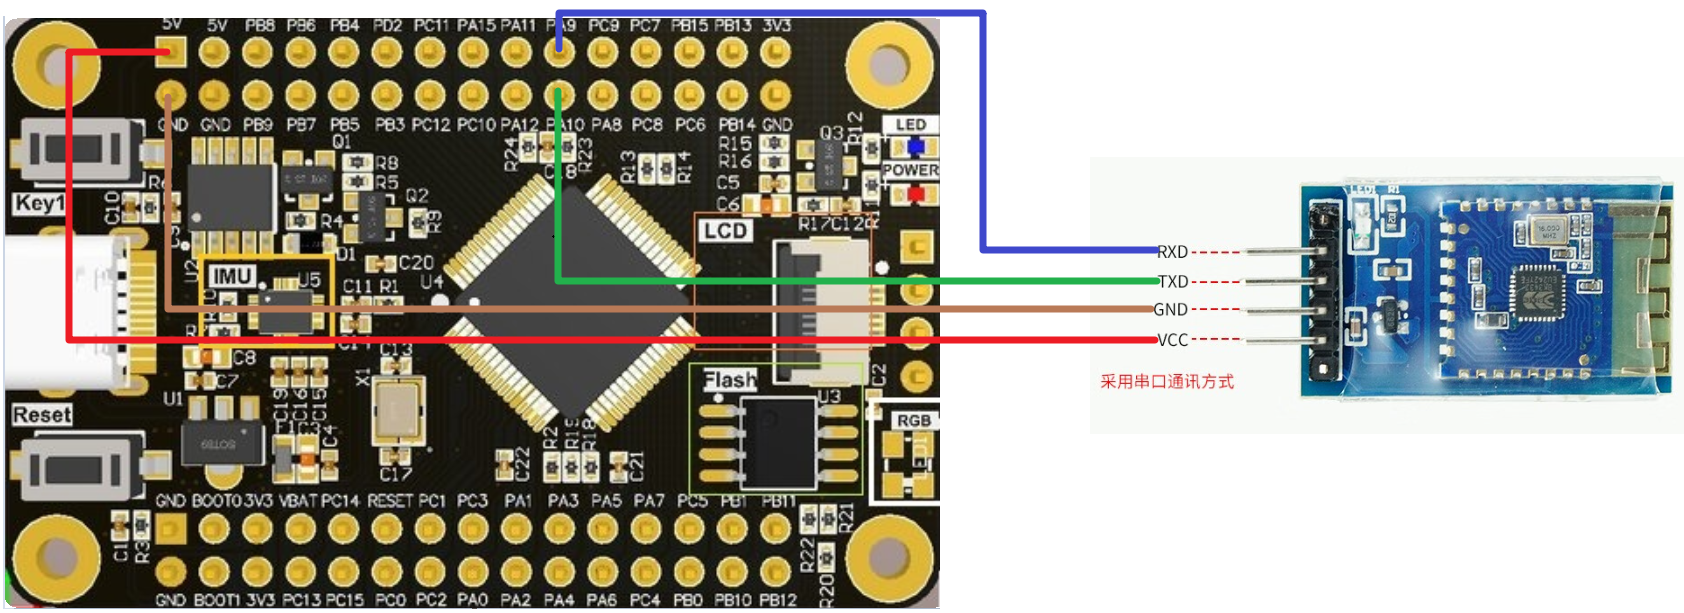 5V 5V PB8 PB6 PB4 PD2 PC11 PA15 PA11 PA9 PC9 PC7 PB15 PB13 3V3
GND GND PB9 PB7 PB5 PB3 PC12 PC10 PA12 PA10 PA8 PC8 PC6 PB14 GND
Q1
R8
R5
Q2
R4
R9
D1
C20
Key1
C10
U2
IMU
U5
C11 R1
U4
R24
R23
R13
R14
R15
R16
C5
C6
Q3
R12
LED
POWER
R17
LCD
C13
X1
C17
C8
C7
U1
SOT89
C19
C16
C15
C3
C4
Reset
Flash
U3
C2
RGB
C22
R2
R19
R18
C21
GND BOOT0 3V3 VBAT PC14 RESET PC1 PC3 PA1 PA3 PA5 PA7 PC5 PB1 PB11
C1
R3
R21
R22
R20
GND BOOT1 3V3 PC13 PC15 PC0 PC2 PA0 PA2 PA4 PA6 PC4 PB0 PB10 PB12
RXD
TXD
GND
VCC
采用串口通讯方式
LED1
R1
16.000